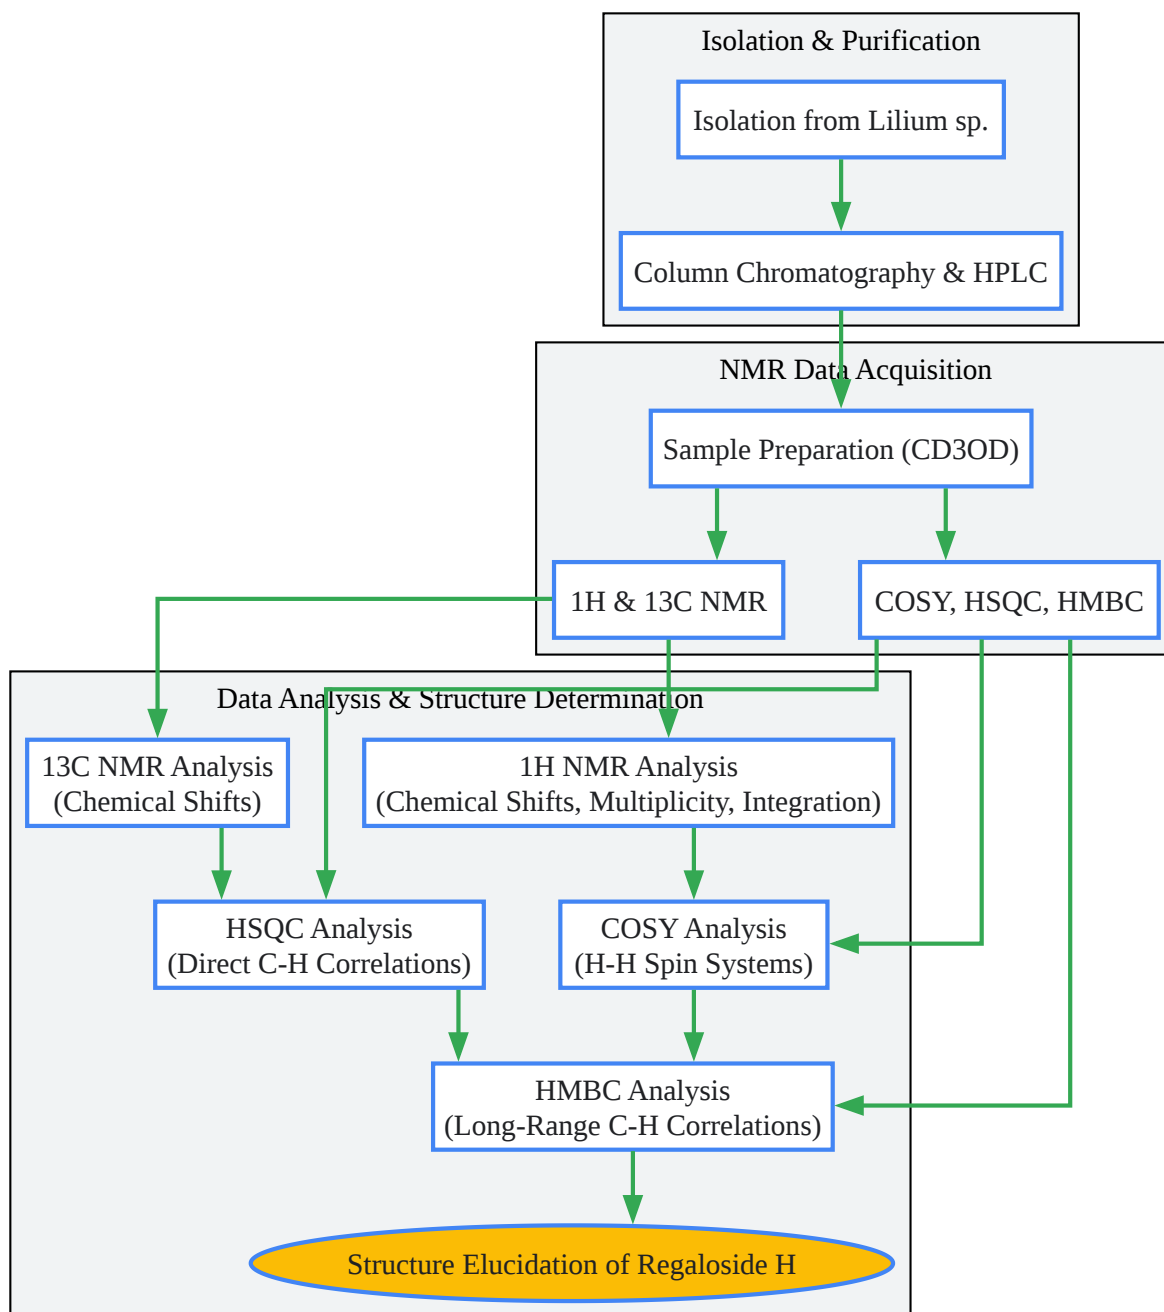 Isolation & Purification
Isolation from Lilium sp.
Column Chromatography & HPLC
NMR Data Acquisition
Sample Preparation (CD3OD)
1H & 13C NMR
COSY, HSQC, HMBC
Data Analysis & Structure Determination
13C NMR Analysis
(Chemical Shifts)
1H NMR Analysis
(Chemical Shifts, Multiplicity, Integration)
HSQC Analysis
(Direct C-H Correlations)
COSY Analysis
(H-H Spin Systems)
HMBC Analysis
(Long-Range C-H Correlations)
Structure Elucidation of Regaloside H